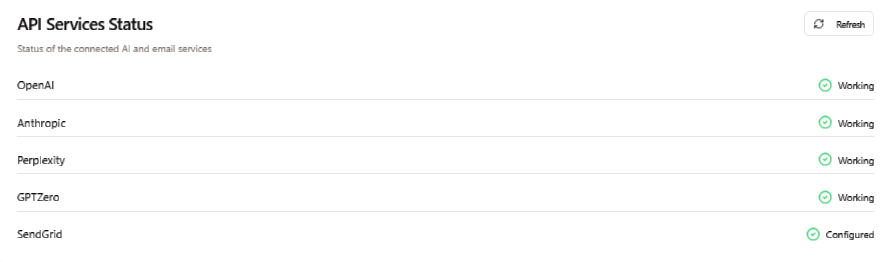 API Services Status
Refresh
Status of the connected AI and email services
OpenAI Working
Anthropic Working
Perplexity Working
GPTZero Working
SendGrid Configured